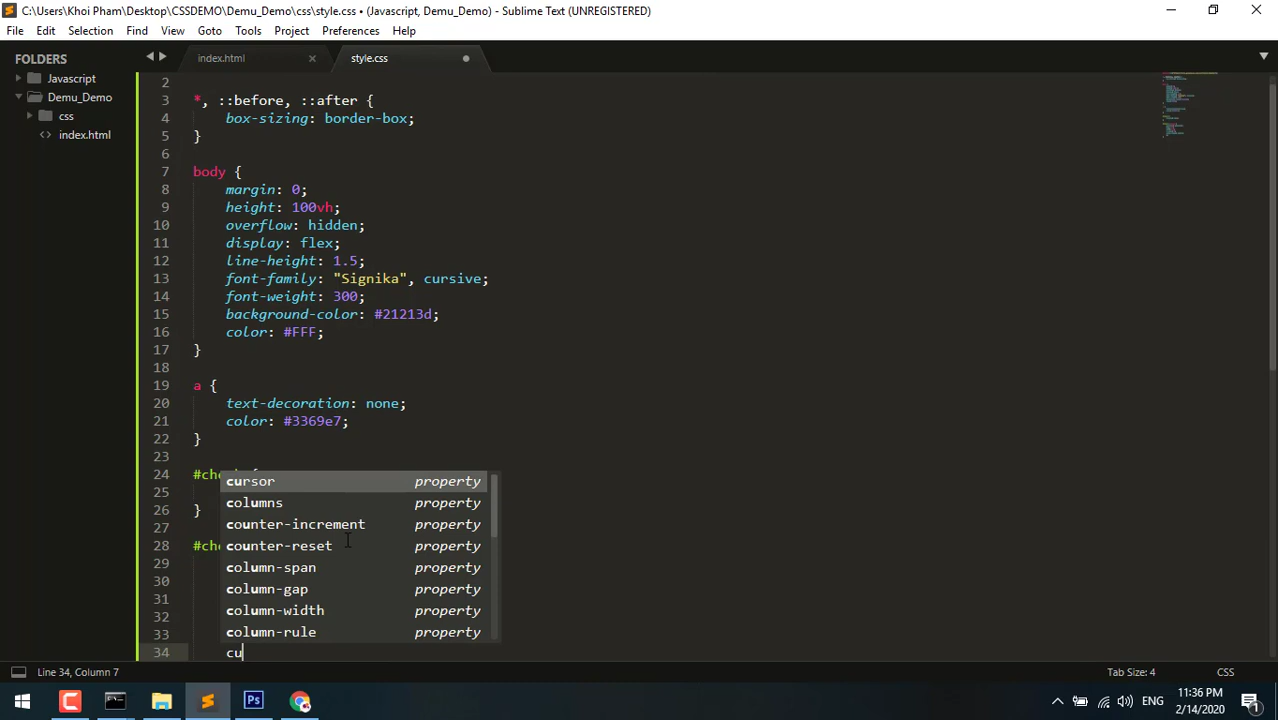 C:\Users\Khoi Pham\Desktop\CSSDEMO\Demu_Demo\css\style.css • (Javascript, Demu_Demo) - Sublime Text (UNREGISTERED)
File Edit Selection Find View Goto Tools Project Preferences Help
FOLDERS
Javascript
Demu_Demo
css
index.html
index.html
style.css
2
3 *, ::before, ::after {
4 box-sizing: border-box;
5 }
6
7 body {
8 margin: 0;
9 height: 100vh;
10 overflow: hidden;
11 display: flex;
12 line-height: 1.5;
13 font-family: "Signika", cursive;
14 font-weight: 300;
15 background-color: #21213d;
16 color: #FFF;
17 }
18
19 a {
20 text-decoration: none;
21 color: #3369e7;
22 }
23
24 #che
25
26 }
27
28 #che
29
30
31
32
33
34 cu
cursor property
columns property
counter-increment property
counter-reset property
column-span property
column-gap property
column-width property
column-rule property
Line 34, Column 7
Tab Size: 4
CSS
Ps
ENG
11:36 PM
2/14/2020
1